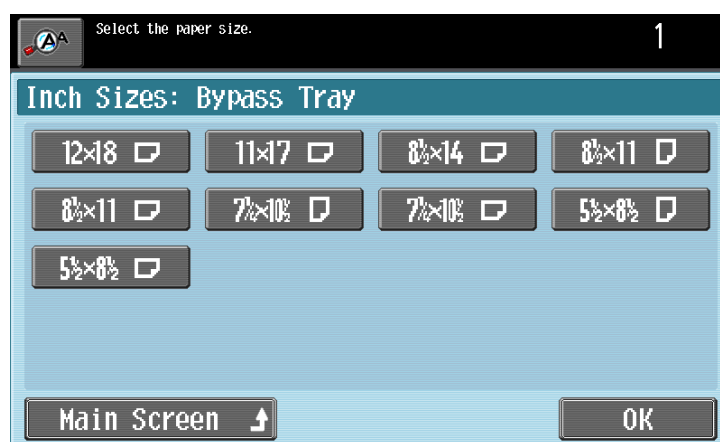 Select the paper size.
1
Inch Sizes: Bypass Tray
12×18
11×17
8½×14
8½×11
8½×11
7¼×10½
7¼×10½
5½×8½
5½×8½
Main Screen
OK